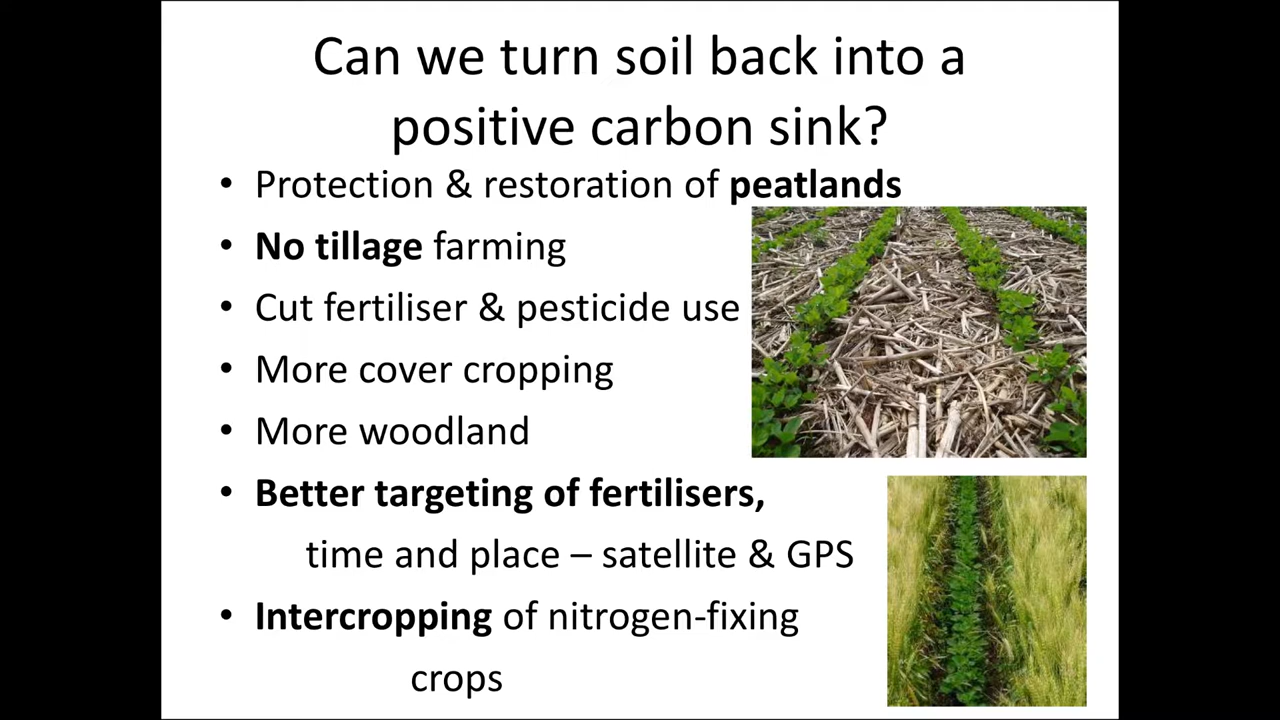 Can we turn soil back into a
positive carbon sink?
• Protection & restoration of peatlands
• No tillage farming
• Cut fertiliser & pesticide use
• More cover cropping
• More woodland
• Better targeting of fertilisers,
time and place – satellite & GPS
• Intercropping of nitrogen-fixing
crops